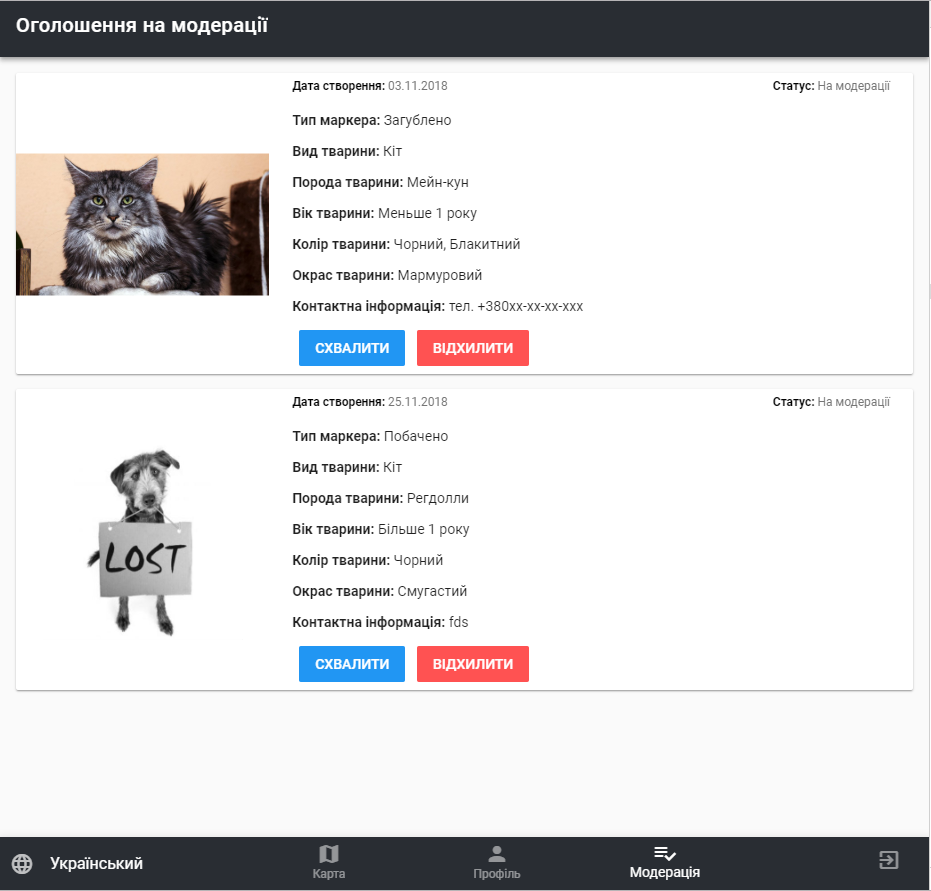 Оголошення на модерації
Дата створення: 03.11.2018 Статус: На модерації
Тип маркера: Загублено
Вид тварини: Кіт
Порода тварини: Мейн-кун
Вік тварини: Меньше 1 року
Колір тварини: Чорний, Блакитний
Окрас тварини: Мармуровий
Контактна інформація: тел. +380xx-xx-xx-xxx
СХВАЛИТИ ВІДХИЛИТИ
Дата створення: 25.11.2018 Статус: На модерації
Тип маркера: Побачено
Вид тварини: Кіт
Порода тварини: Регдолли
Вік тварини: Більше 1 року
Колір тварини: Чорний
Окрас тварини: Смугастий
Контактна інформація: fds
LOST
СХВАЛИТИ ВІДХИЛИТИ
Український Карта Профіль Модерація